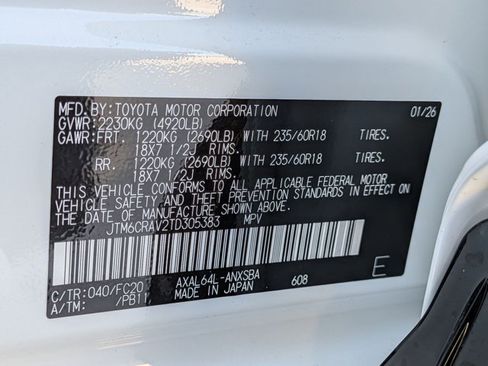 MFD.BY:TOYOTA MOTOR CORPORATION 01/26
GVWR:2230KG (4920LB)
GAWR:FRT: 1220KG (2690LB) WITH 235/60R18 TIRES.
18X7 1/2J RIMS.
RR: 1220KG (2690LB) WITH 235/60R18 TIRES.
18X7 1/2J RIMS.
THIS VEHICLE CONFORMS TO ALL APPLICABLE FEDERAL MOTOR
VEHICLE SAFETY AND THEFT PREVENTION STANDARDS IN EFFECT ON
THE DATE OF MANUFACTURE SHOWN ABOVE.
JTM6CRAV2TD305383 MPV
C/TR:040/FC20 AXAL64L-ANXSBA 608 E
A/TM: /PB11 MADE IN JAPAN